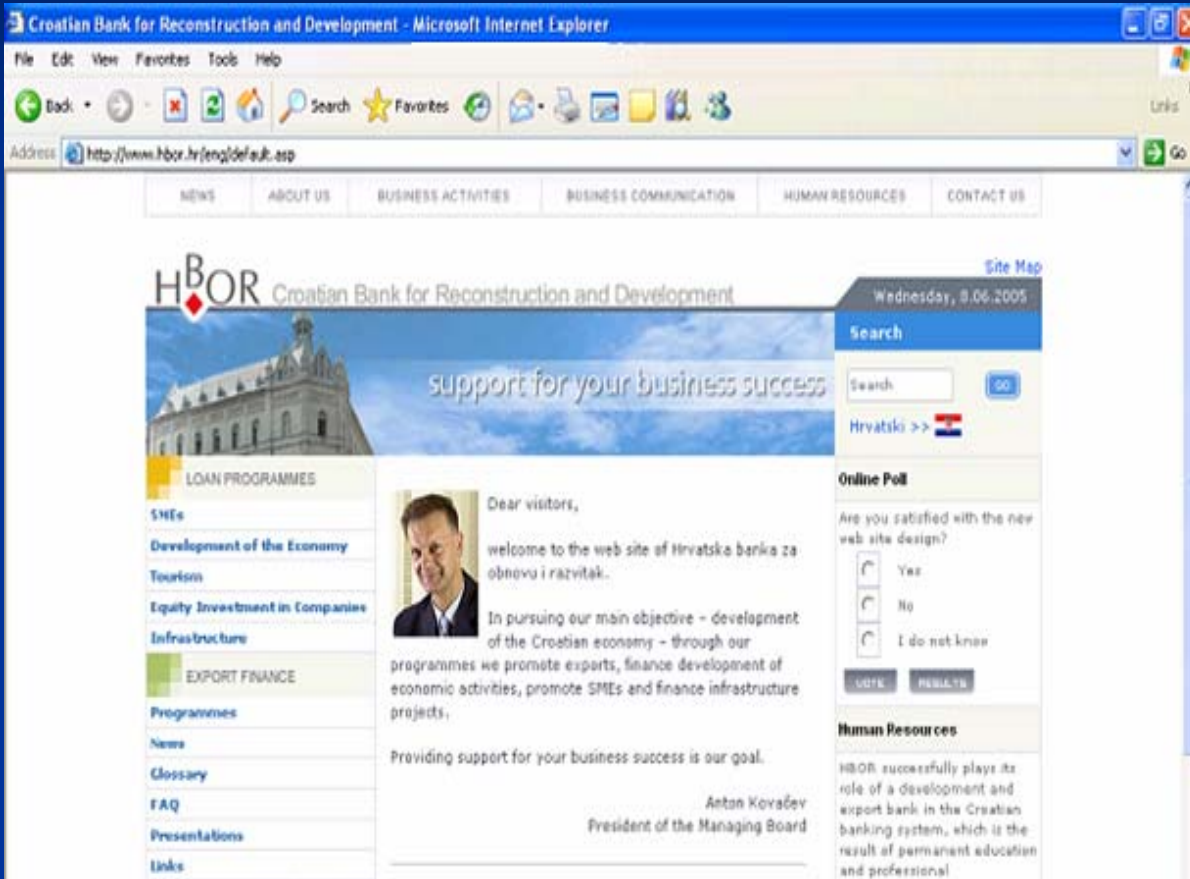 Croatian Bank for Reconstruction and Development - Microsoft Internet Explorer
File Edit View Favorites Tools Help
Back Search Favorites Links
Address http://www.hbor.hr/eng/default.asp Go
NEWS ABOUT US BUSINESS ACTIVITIES BUSINESS COMMUNICATION HUMAN RESOURCES CONTACT US
Site Map
HBOR Croatian Bank for Reconstruction and Development
Wednesday, 8.06.2005
support for your business success
Search
Search GO
Hrvatski >>
LOAN PROGRAMMES
SMEs
Development of the Economy
Tourism
Equity Investment in Companies
Infrastructure
EXPORT FINANCE
Programmes
News
Glossary
FAQ
Presentations
Links
Dear visitors,
welcome to the web site of Hrvatska banka za
obnovu i razvitak.
In pursuing our main objective – development
of the Croatian economy – through our
programmes we promote exports, finance development of
economic activities, promote SMEs and finance infrastructure
projects.
Providing support for your business success is our goal.
Anton Kovačev
President of the Managing Board
Online Poll
Are you satisfied with the new
web site design?
Yes
No
I do not know
VOTE RESULTS
Human Resources
HBOR successfully plays its
role of a development and
export bank in the Croatian
banking system, which is the
result of permanent education
and professional